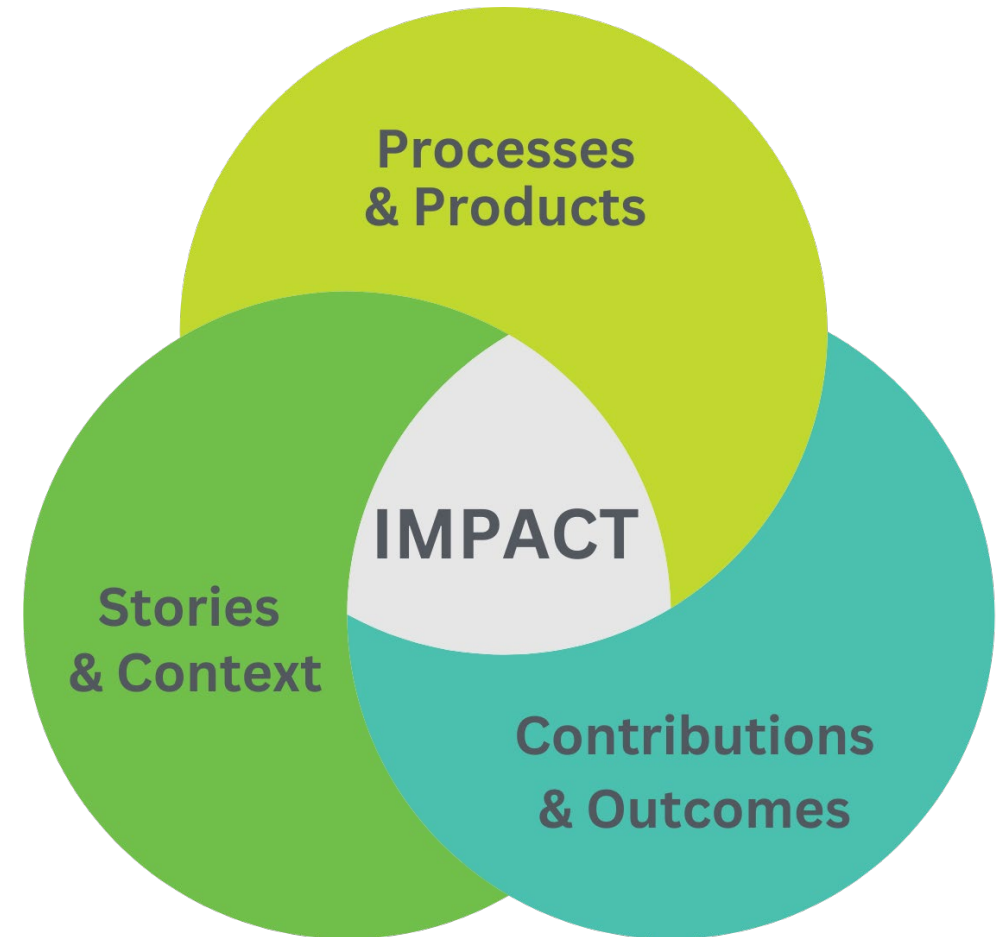 Processes
& Products
IMPACT
Stories
& Context
Contributions
& Outcomes